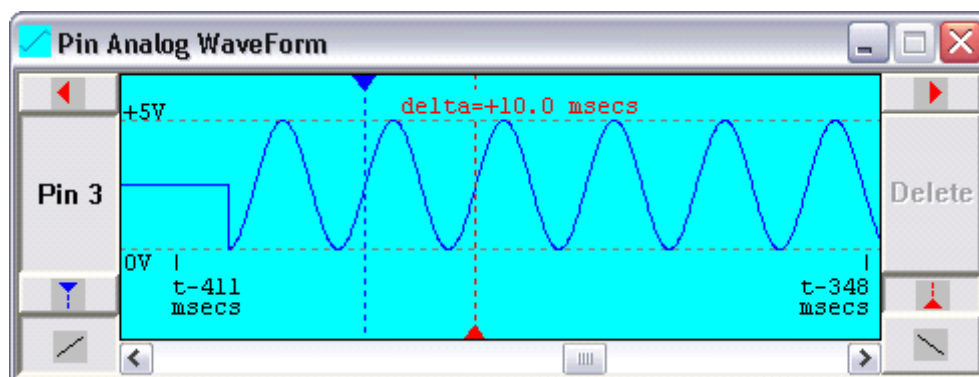 Pin Analog WaveForm
delta=+10.0 msecs
+5V
Pin 3
Delete
0V
t-411
msecs
t-348
msecs